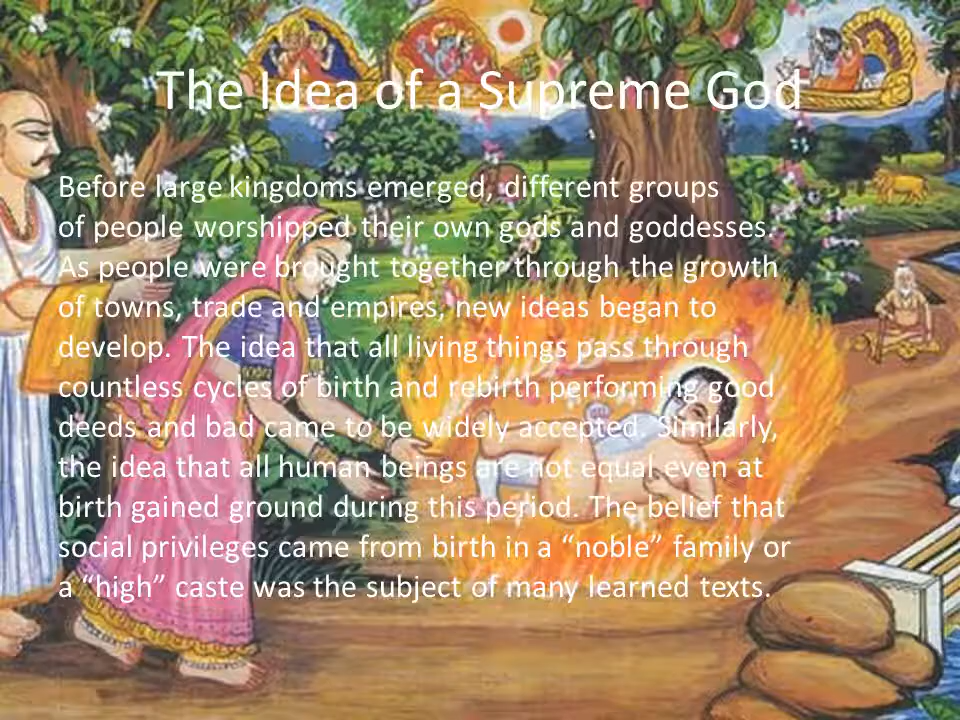 The Idea of a Supreme God
Before large kingdoms emerged, different groups
of people worshipped their own gods and goddesses.
As people were brought together through the growth
of towns, trade and empires, new ideas began to
develop. The idea that all living things pass through
countless cycles of birth and rebirth performing good
deeds and bad came to be widely accepted. Similarly,
the idea that all human beings are not equal even at
birth gained ground during this period. The belief that
social privileges came from birth in a “noble” family or
a “high” caste was the subject of many learned texts.